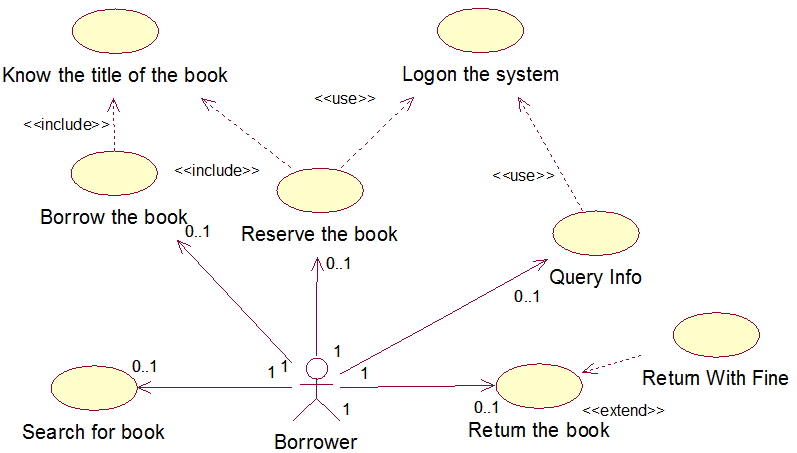 Know the title of the book
Logon the system
<<use>>
<<include>>
<<include>>
<<use>>
Borrow the book
Reserve the book
0..1
0..1
Query Info
0..1
1
1
1
1
0..1
Return With Fine
1
0..1
<<extend>>
Search for book
Borrower
Return the book